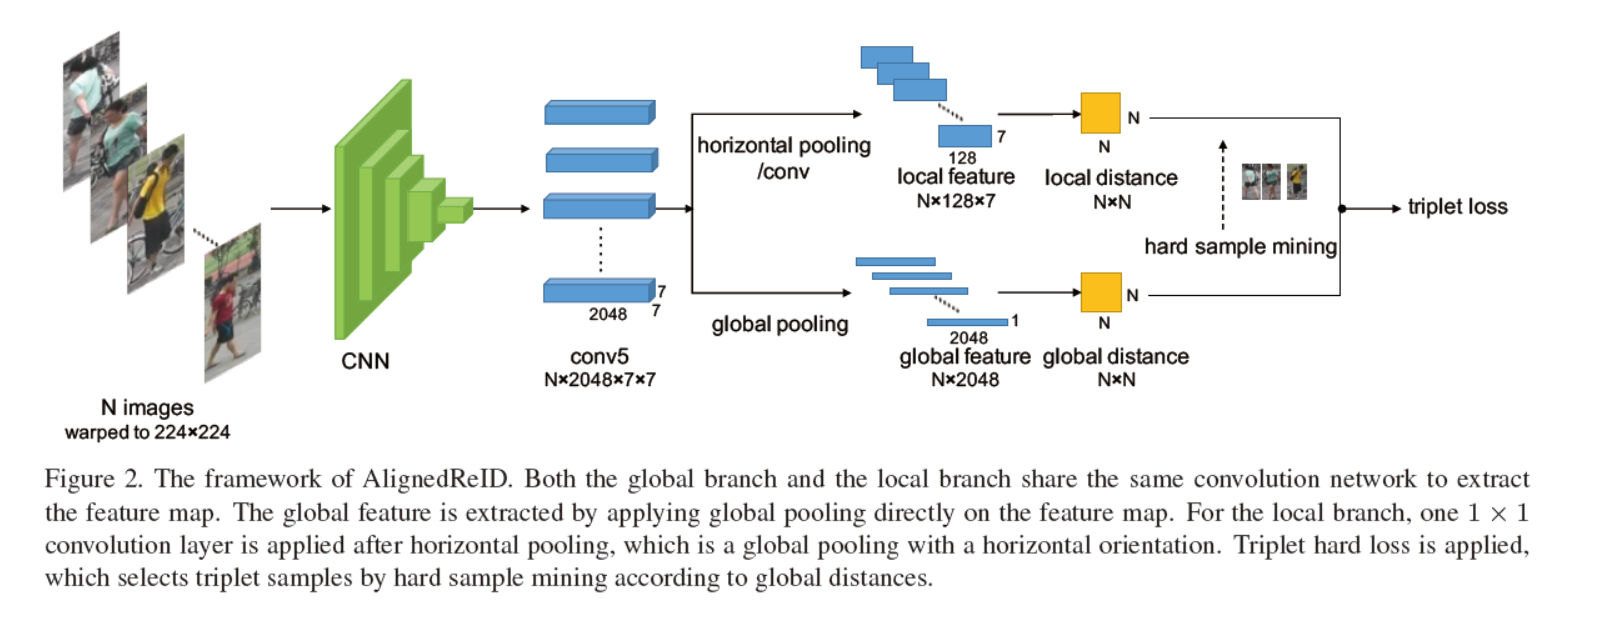 N images
warped to 224×224
CNN
2048
7
7
conv5
N×2048×7×7
horizontal pooling
/conv
global pooling
7
128
local feature
N×128×7
N
N
local distance
N×N
1
2048
global feature
N×2048
N
N
global distance
N×N
hard sample mining
triplet loss
Figure 2. The framework of AlignedReID. Both the global branch and the local branch share the same convolution network to extract
the feature map. The global feature is extracted by applying global pooling directly on the feature map. For the local branch, one 1 × 1
convolution layer is applied after horizontal pooling, which is a global pooling with a horizontal orientation. Triplet hard loss is applied,
which selects triplet samples by hard sample mining according to global distances.